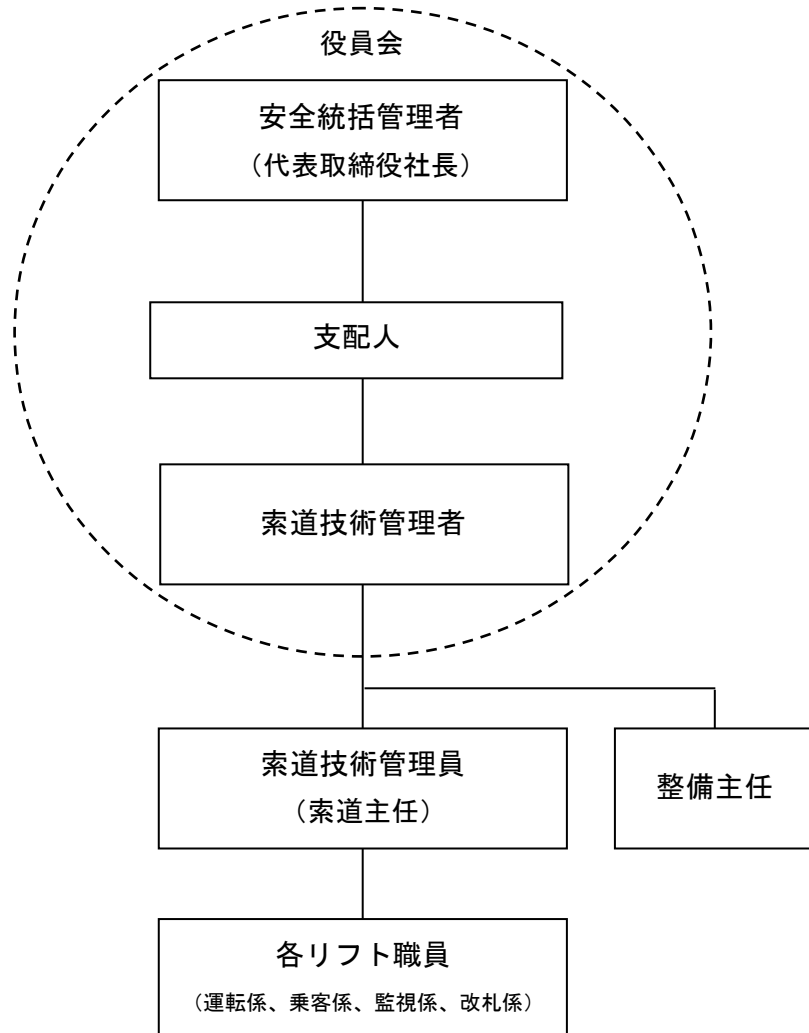 役員会
安全統括管理者
（代表取締役社長）
支配人
索道技術管理者
索道技術管理員
（索道主任）
整備主任
各リフト職員
（運転係、乗客係、監視係、改札係）